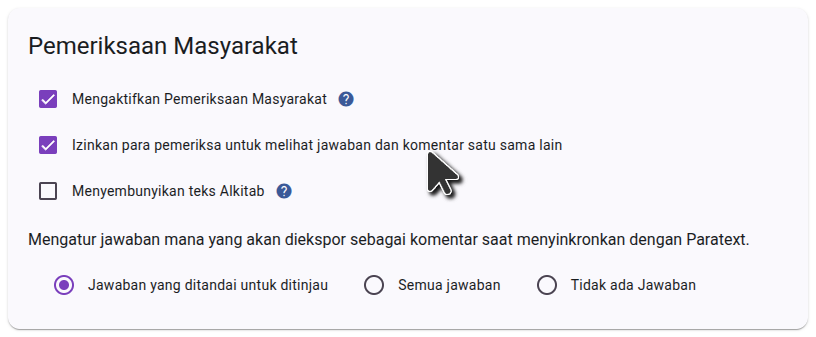 Pemeriksaan Masyarakat
Mengaktifkan Pemeriksaan Masyarakat ?
Izinkan para pemeriksa untuk melihat jawaban dan komentar satu sama lain
Menyembunyikan teks Alkitab ?
Mengatur jawaban mana yang akan diekspor sebagai komentar saat menyinkronkan dengan Paratext.
Jawaban yang ditandai untuk ditinjau Semua jawaban Tidak ada Jawaban